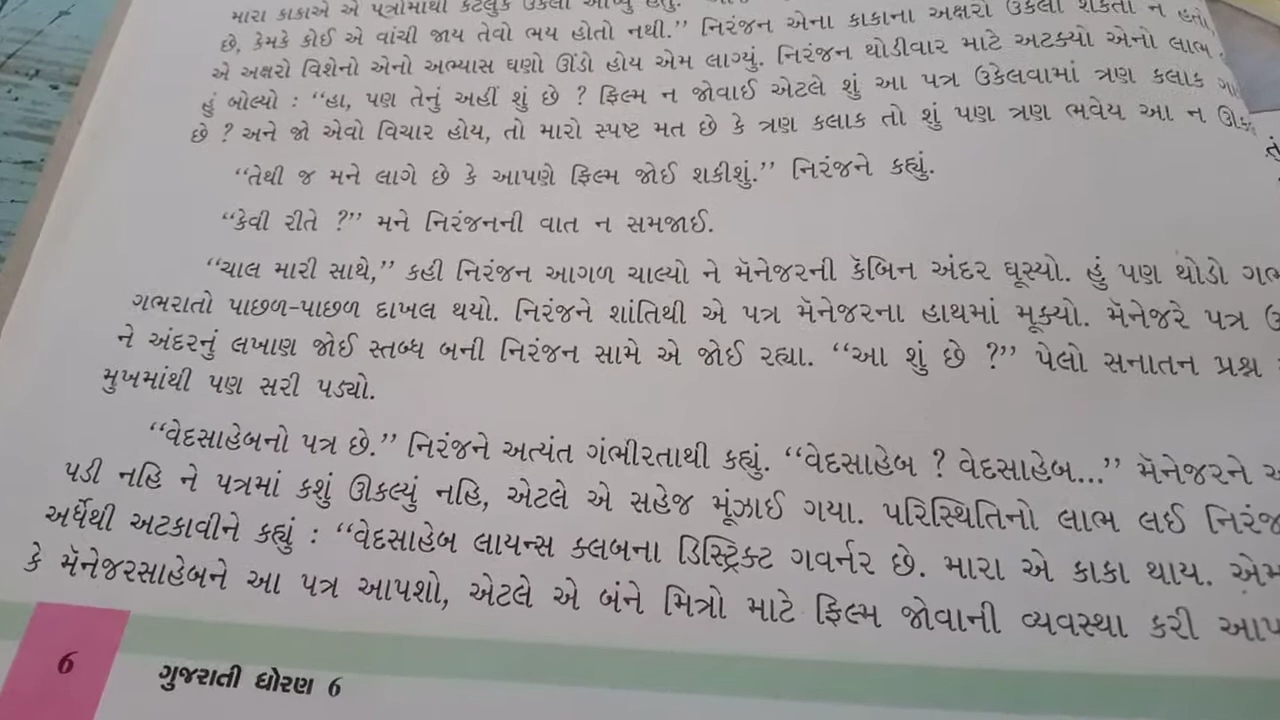 મારા કાકાએ એ પત્રોમાંથી કેટલુંક ઉકેલી આપ્યું હતું.
છે, કેમકે કોઈ એ વાંચી જાય તેવો ભય હોતો નથી.” નિરંજન એના કાકાના અક્ષરો ઉકેલી શકતો ન હતો,
એ અક્ષરો વિશેનો એનો અભ્યાસ ઘણો ઊંડો હોય એમ લાગ્યું. નિરંજન થોડીવાર માટે અટક્યો એનો લાભ
હું બોલ્યો : “હા, પણ તેનું અહીં શું છે ? ફિલ્મ ન જોવાઈ એટલે શું આ પત્ર ઉકેલવામાં ત્રણ કલાક
છે ? અને જો એવો વિચાર હોય, તો મારો સ્પષ્ટ મત છે કે ત્રણ કલાક તો શું પણ ત્રણ ભવેય આ ન
“તેથી જ મને લાગે છે કે આપણે ફિલ્મ જોઈ શકીશું.” નિરંજને કહ્યું.
“કેવી રીતે ?” મને નિરંજનની વાત ન સમજાઈ.
“ચાલ મારી સાથે,” કહી નિરંજન આગળ ચાલ્યો ને મૅનેજરની કૅબિન અંદર ઘૂસ્યો. હું પણ થોડો
ગભરાતો પાછળ-પાછળ દાખલ થયો. નિરંજને શાંતિથી એ પત્ર મૅનેજરના હાથમાં મૂક્યો. મૅનેજરે પત્ર
ને અંદરનું લખાણ જોઈ સ્તબ્ધ બની નિરંજન સામે એ જોઈ રહ્યા. “આ શું છે ?” પેલો સનાતન પ્રશ્ન
મુખમાંથી પણ સરી પડ્યો.
“વેદસાહેબનો પત્ર છે.” નિરંજને અત્યંત ગંભીરતાથી કહ્યું. “વેદસાહેબ ? વેદસાહેબ...” મૅનેજરને
પડી નહિ ને પત્રમાં કશું ઊકલ્યું નહિ, એટલે એ સહેજ મૂંઝાઈ ગયા. પરિસ્થિતિનો લાભ લઈ
અર્ધેથી અટકાવીને કહ્યું : “વેદસાહેબ લાયન્સ ક્લબના ડિસ્ટ્રિક્ટ ગવર્નર છે. મારા એ કાકા થાય.
કે મૅનેજરસાહેબને આ પત્ર આપશો, એટલે એ બંને મિત્રો માટે ફિલ્મ જોવાની વ્યવસ્થા કરી
6 ગુજરાતી ધોરણ 6